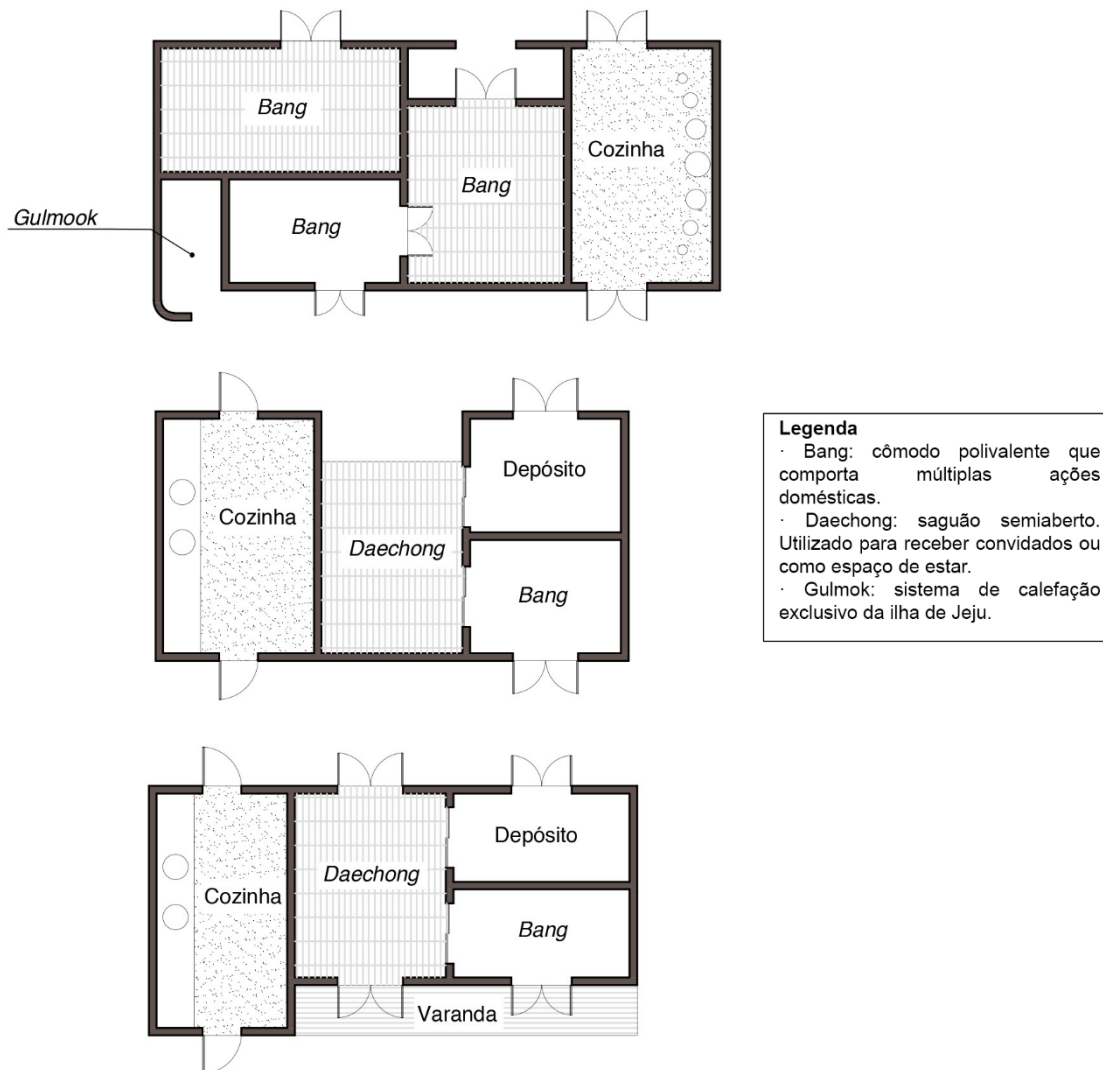 Bang
Cozinha
Bang
Bang
Gulmook
Depósito
Cozinha
Daechong
Bang
Legenda
· Bang: cômodo polivalente que
comporta múltiplas ações
domésticas.
· Daechong: saguão semiaberto.
Utilizado para receber convidados ou
como espaço de estar.
· Gulmok: sistema de calefação
exclusivo da ilha de Jeju.
Depósito
Daechong
Cozinha
Bang
Varanda